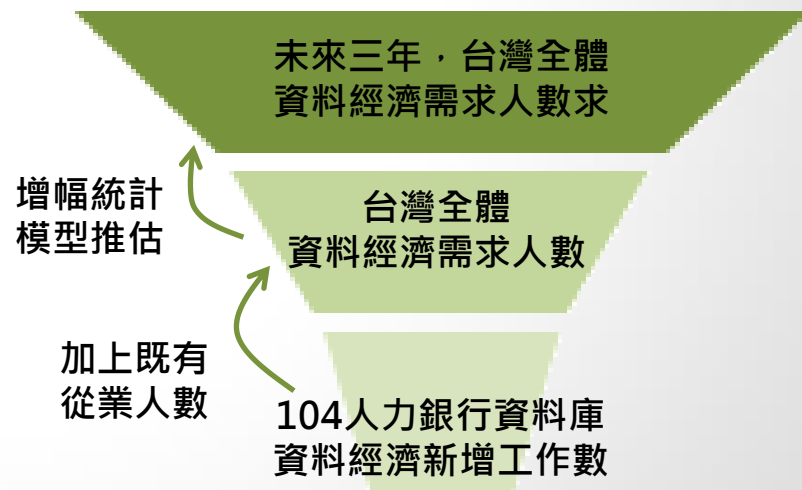 未來三年，台灣全體
資料經濟需求人數求
增幅統計
模型推估
台灣全體
資料經濟需求人數
加上既有
從業人數
104人力銀行資料庫
資料經濟新增工作數